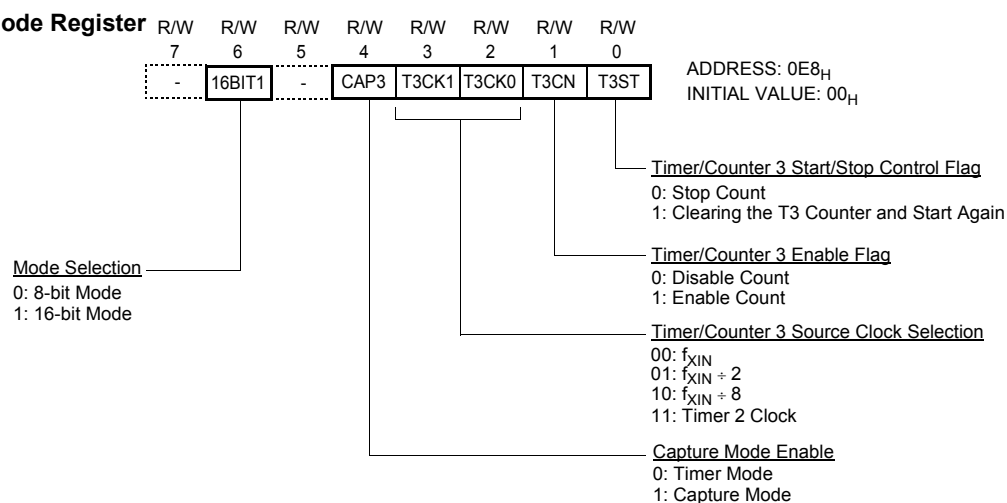 ode Register R/W R/W R/W R/W R/W R/W R/W R/W
7 6 5 4 3 2 1 0
- 16BIT1 - CAP3 T3CK1 T3CK0 T3CN T3ST
ADDRESS: 0E8H
INITIAL VALUE: 00H
Timer/Counter 3 Start/Stop Control Flag
0: Stop Count
1: Clearing the T3 Counter and Start Again
Timer/Counter 3 Enable Flag
0: Disable Count
1: Enable Count
Mode Selection
0: 8-bit Mode
1: 16-bit Mode
Timer/Counter 3 Source Clock Selection
00: fXIN
01: fXIN ÷ 2
10: fXIN ÷ 8
11: Timer 2 Clock
Capture Mode Enable
0: Timer Mode
1: Capture Mode